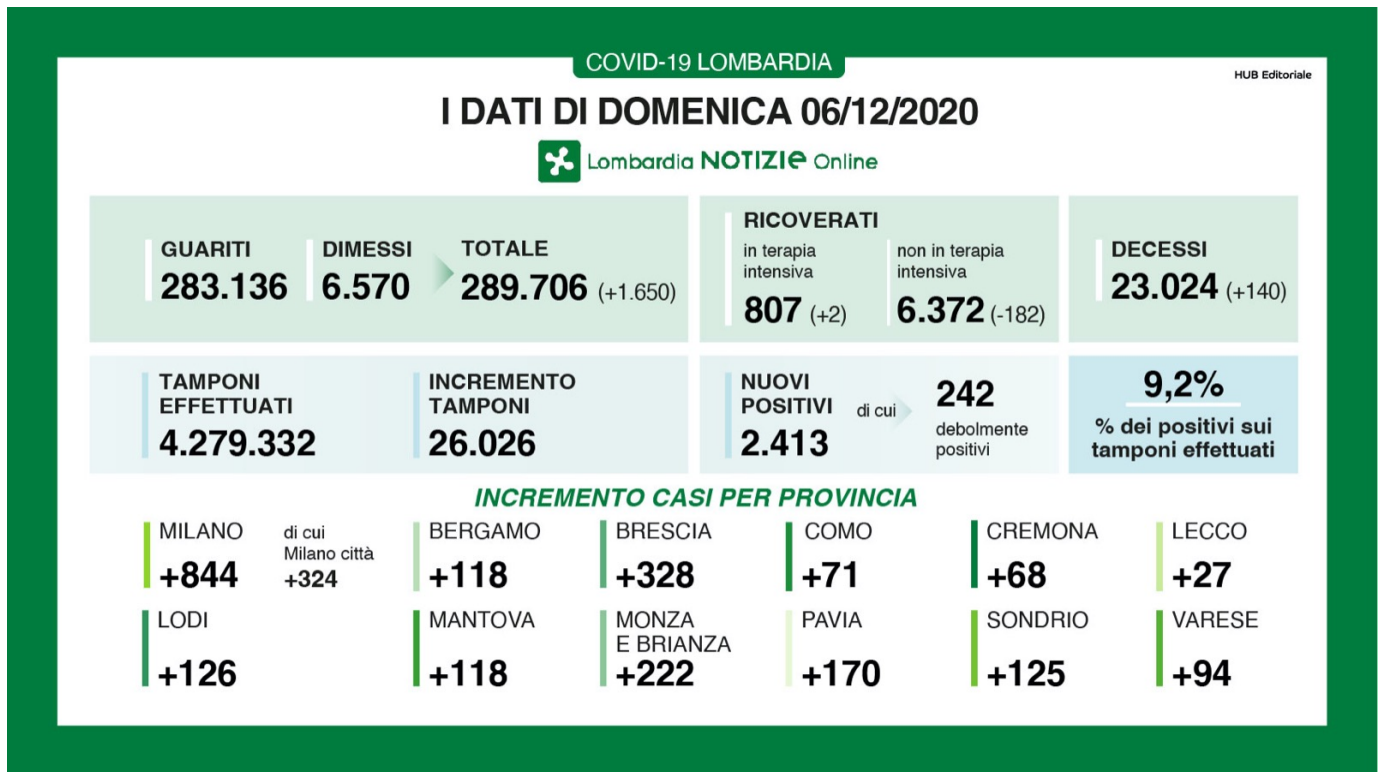 COVID-19 LOMBARDIA
HUB Editoriale
I DATI DI DOMENICA 06/12/2020
Lombardia NOTIZIe Online
GUARITI
283.136
DIMESSI
6.570
TOTALE
289.706 (+1.650)
RICOVERATI
in terapia
intensiva
807 (+2)
non in terapia
intensiva
6.372 (-182)
DECESSI
23.024 (+140)
TAMPONI
EFFETTUATI
4.279.332
INCREMENTO
TAMPONI
26.026
NUOVI
POSITIVI
2.413
di cui
242
debolmente
positivi
9,2%
% dei positivi sui
tamponi effettuati
INCREMENTO CASI PER PROVINCIA
MILANO
+844
di cui
Milano città
+324
BERGAMO
+118
BRESCIA
+328
COMO
+71
CREMONA
+68
LECCO
+27
LODI
+126
MANTOVA
+118
MONZA
E BRIANZA
+222
PAVIA
+170
SONDRIO
+125
VARESE
+94